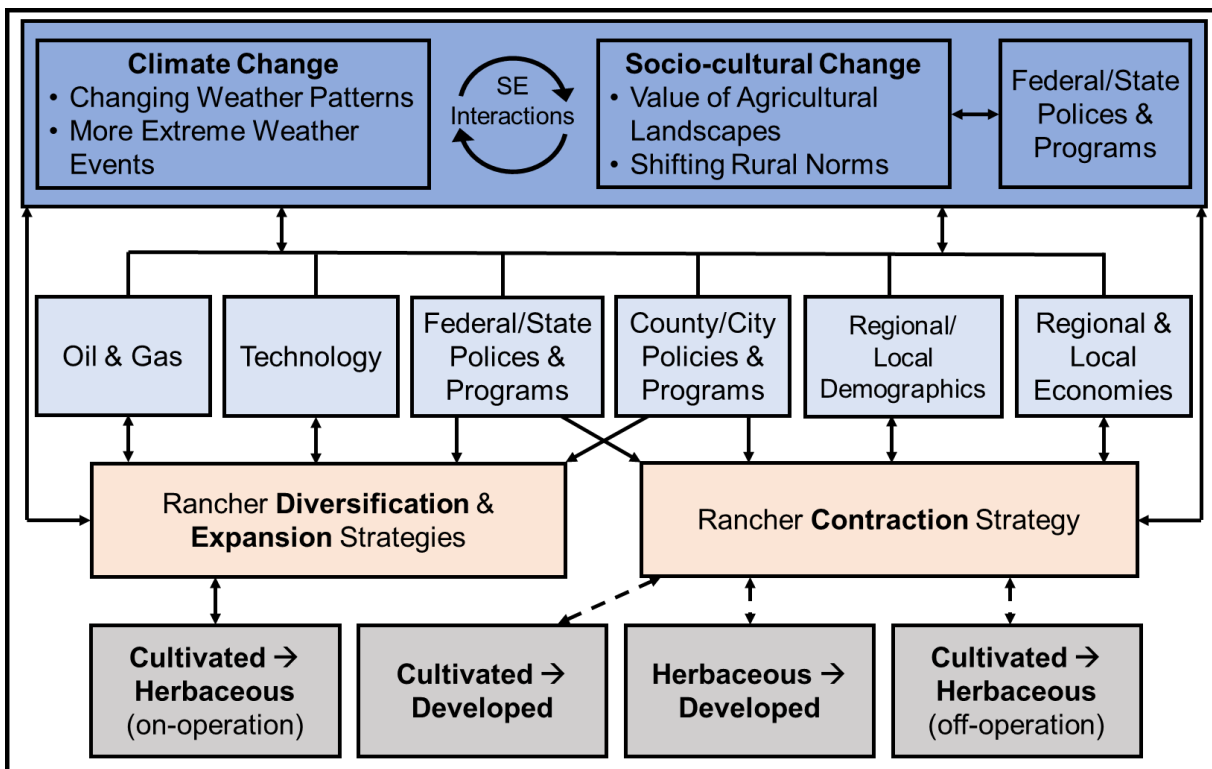 Climate Change
• Changing Weather Patterns
• More Extreme Weather
Events
SE
Interactions
Socio-cultural Change
• Value of Agricultural
Landscapes
• Shifting Rural Norms
Federal/State
Polices &
Programs
Oil & Gas
Technology
Federal/State
Polices &
Programs
County/City
Policies &
Programs
Regional/
Local
Demographics
Regional &
Local
Economies
Rancher Diversification &
Expansion Strategies
Rancher Contraction Strategy
Cultivated →
Herbaceous
(on-operation)
Cultivated →
Developed
Herbaceous →
Developed
Cultivated →
Herbaceous
(off-operation)